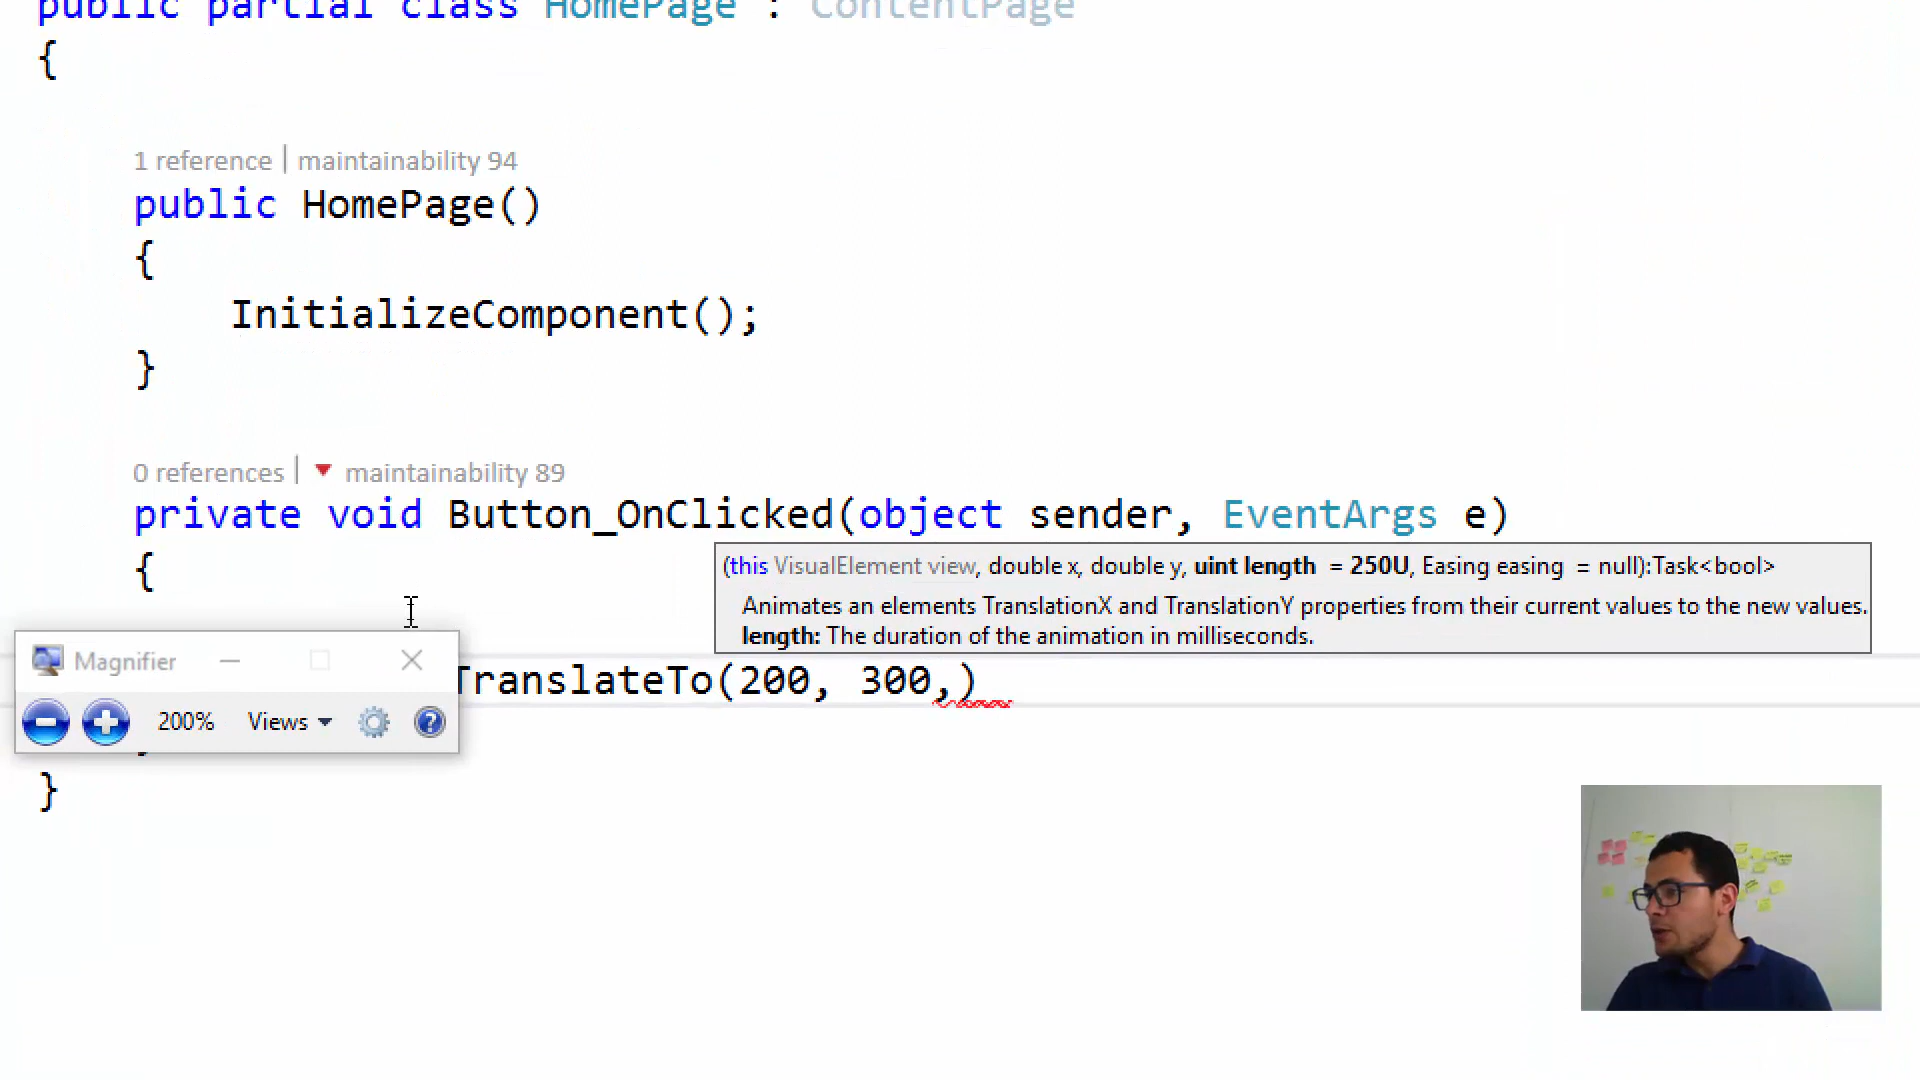 public partial class HomePage : ContentPage
{
1 reference | maintainability 94
public HomePage()
{
InitializeComponent();
}
0 references | maintainability 89
private void Button_OnClicked(object sender, EventArgs e)
{
(this VisualElement view, double x, double y, uint length = 250U, Easing easing = null):Task<bool>
Animates an elements TranslationX and TranslationY properties from their current values to the new values.
length: The duration of the animation in milliseconds.
Magnifier
TranslateTo(200, 300,)
200% Views
}